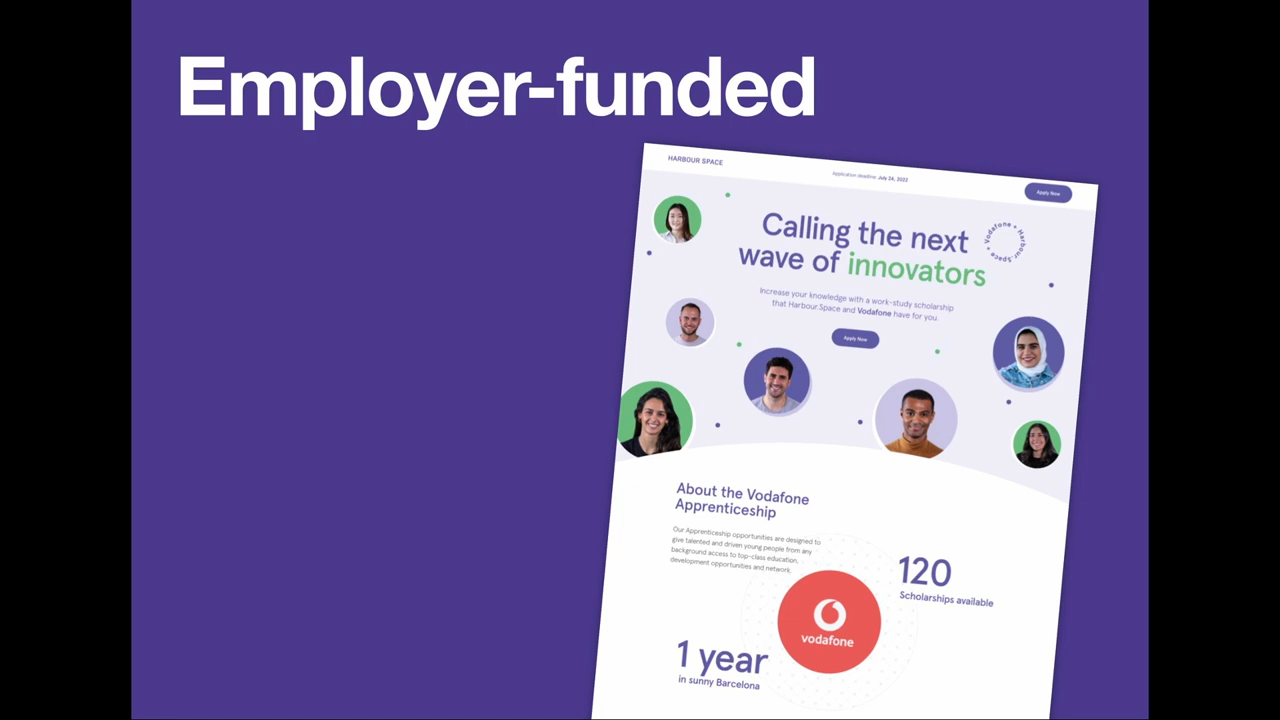 Employer-funded
HARBOUR SPACE
Application deadline: July 24, 2022
Apply Now
Calling the next
wave of innovators
Vodafone + Harbour.Space +
Increase your knowledge with a work-study scholarship
that Harbour.Space and Vodafone have for you.
Apply Now
About the Vodafone
Apprenticeship
Our Apprenticeship opportunities are designed to
give talented and driven young people from any
background access to top-class education,
development opportunities and network.
120
Scholarships available
vodafone
1 year
in sunny Barcelona